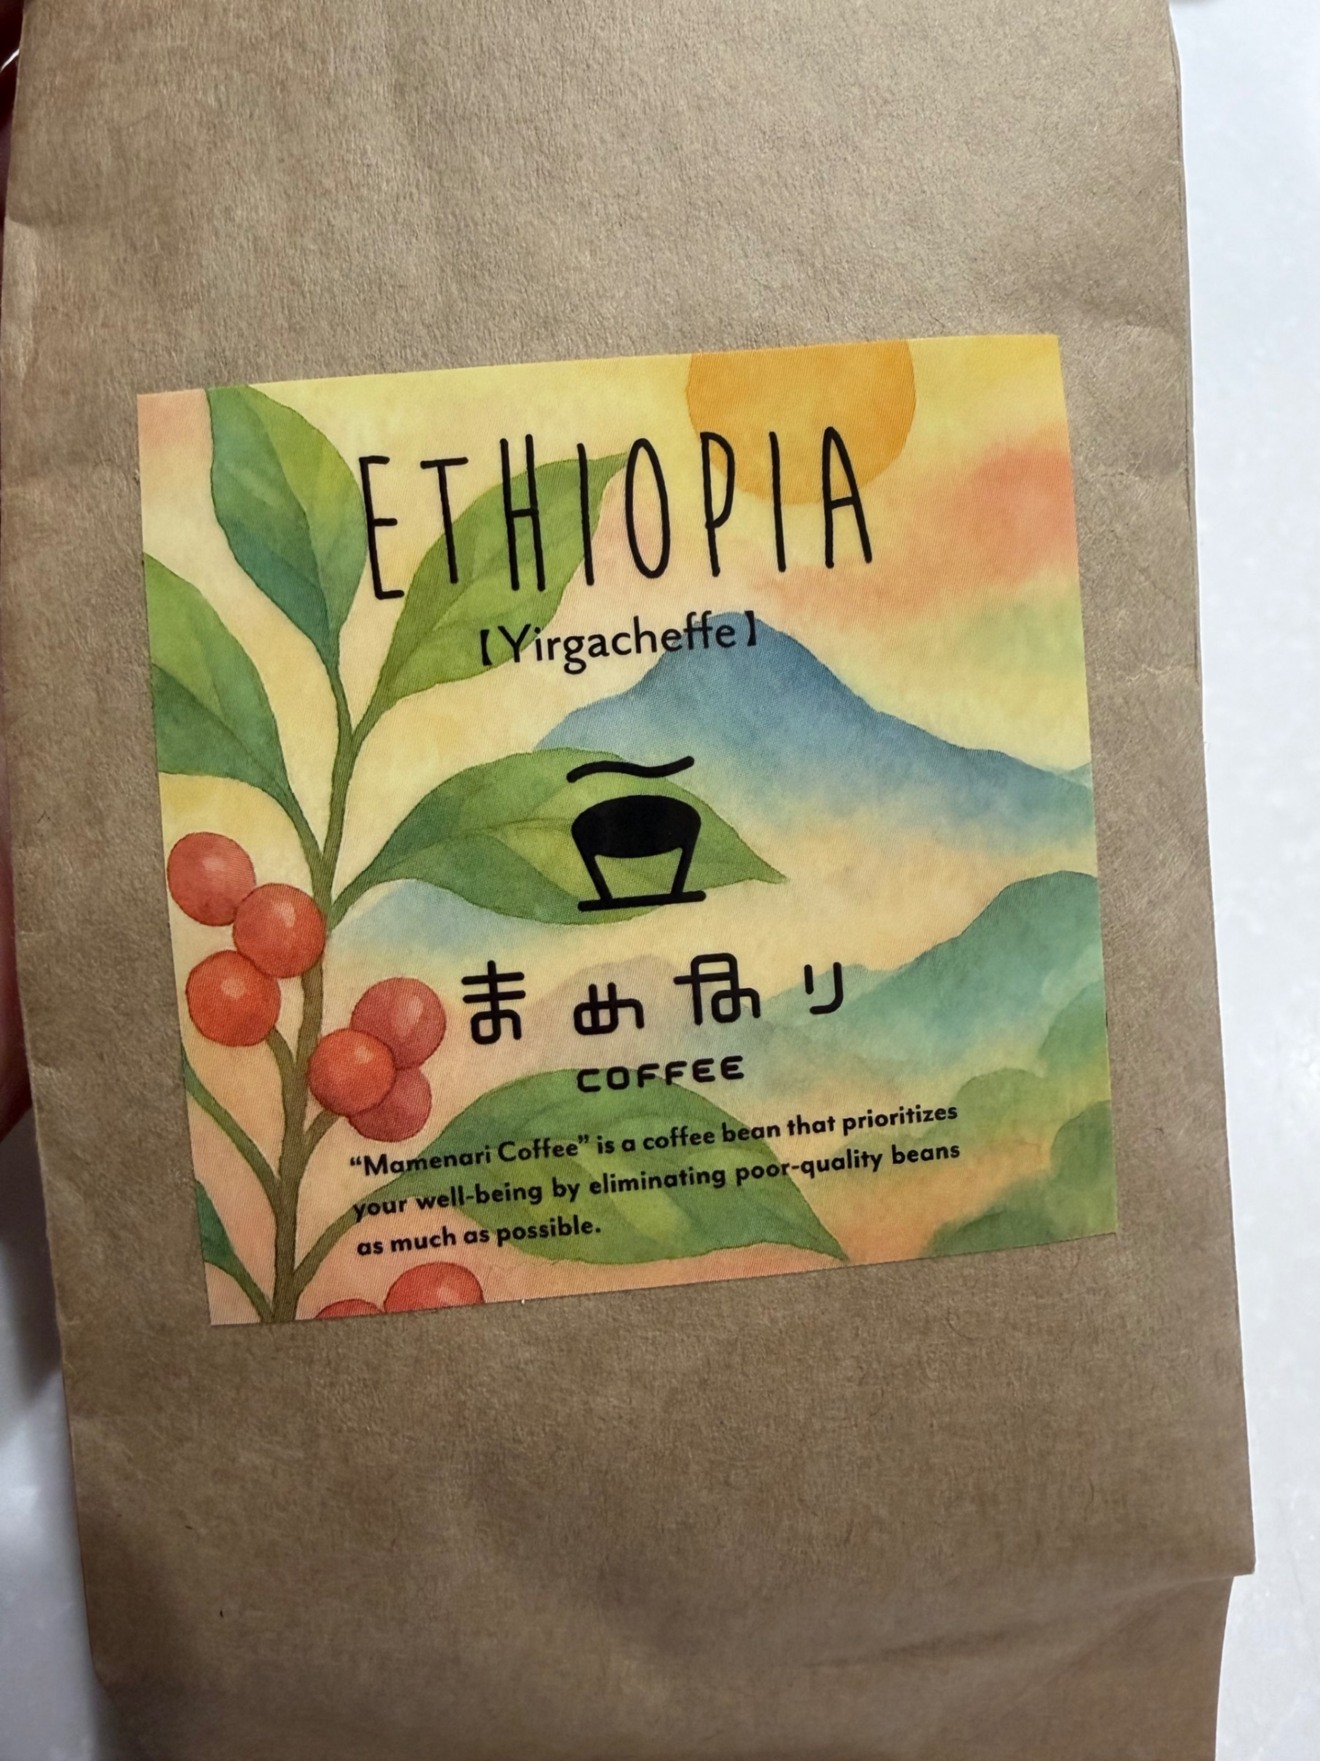 ETHIOPIA
【Yirgacheffe】
まめなり
COFFEE
“Mamenari Coffee” is a coffee bean that prioritizes
your well-being by eliminating poor-quality beans
as much as possible.